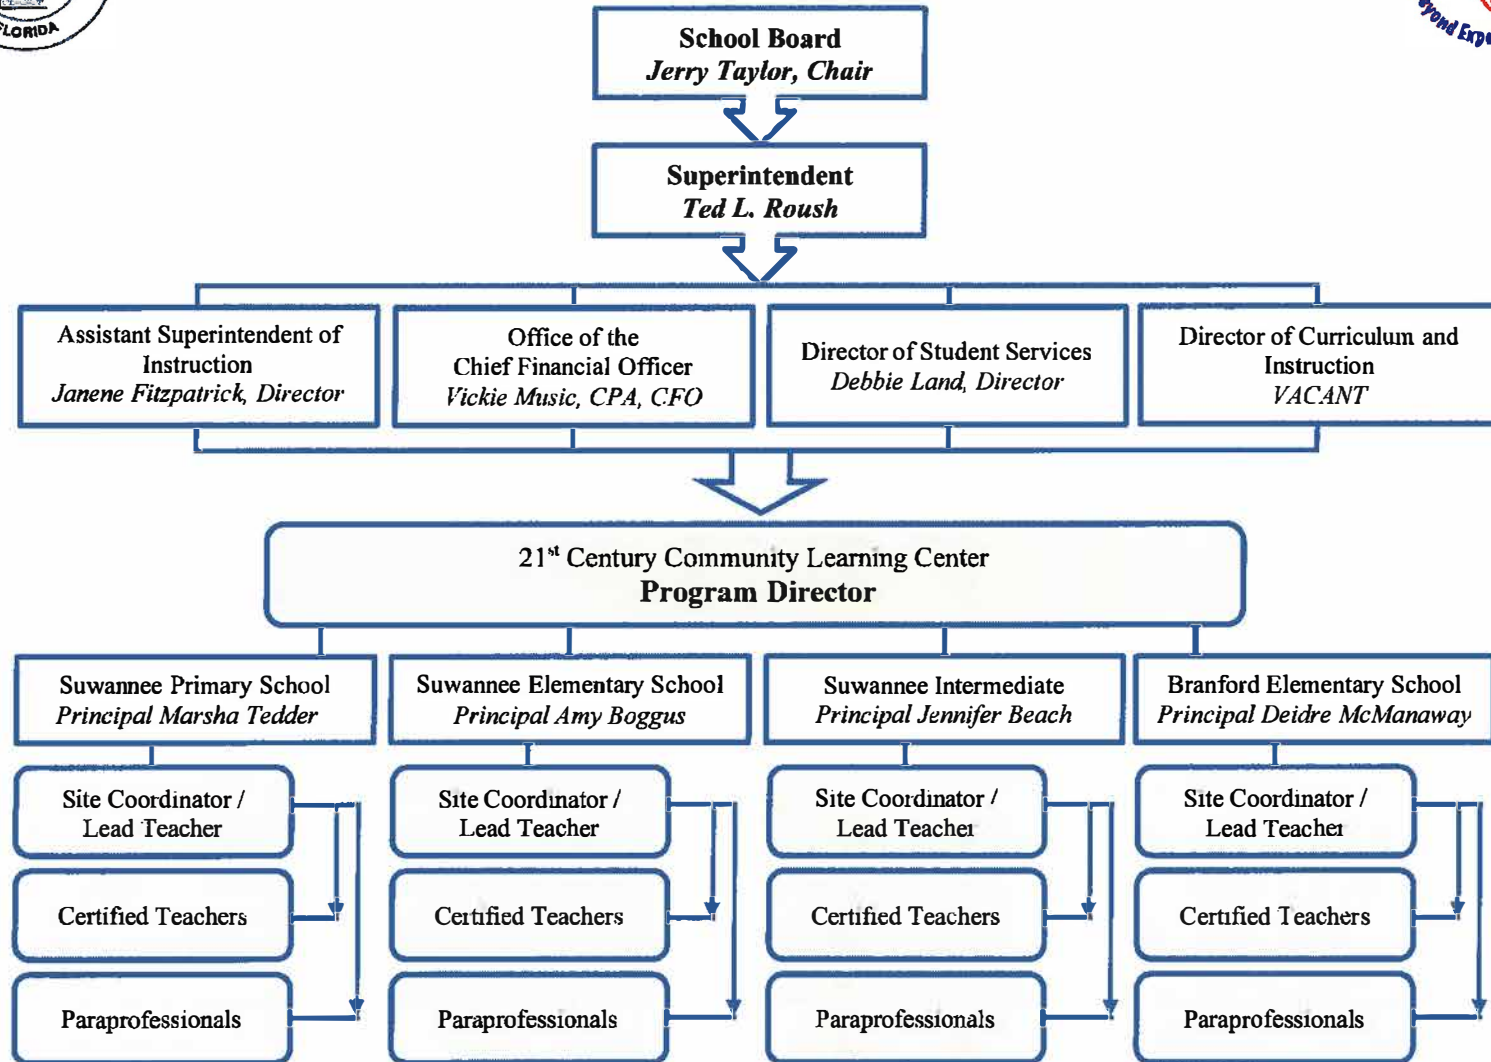 FLORIDA
School Board
Jerry Taylor, Chair
Superintendent
Ted L. Roush
Assistant Superintendent of
Instruction
Janene Fitzpatrick, Director
Office of the
Chief Financial Officer
Vickie Music, CPA, CFO
Director of Student Services
Debbie Land, Director
Director of Curriculum and
Instruction
VACANT
21st Century Community Learning Center
Program Director
Suwannee Primary School
Principal Marsha Tedder
Suwannee Elementary School
Principal Amy Boggus
Suwannee Intermediate
Principal Jennifer Beach
Branford Elementary School
Principal Deidre McManaway
Site Coordinator /
Lead Teacher
Certified Teachers
Paraprofessionals
Site Coordinator /
Lead Teacher
Certified Teachers
Paraprofessionals
Site Coordinator /
Lead Teacher
Certified Teachers
Paraprofessionals
Site Coordinator /
Lead Teacher
Certified Teachers
Paraprofessionals